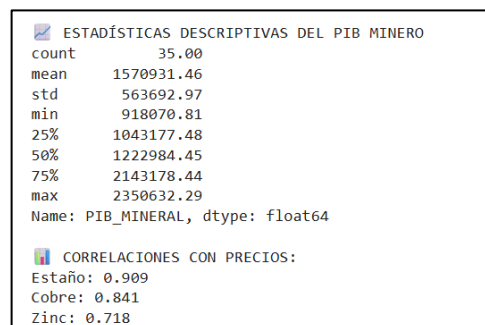 📈 ESTADÍSTICAS DESCRIPTIVAS DEL PIB MINERO
count 35.00
mean 1570931.46
std 563692.97
min 918070.81
25% 1043177.48
50% 1222984.45
75% 2143178.44
max 2350632.29
Name: PIB_MINERAL, dtype: float64
📊 CORRELACIONES CON PRECIOS:
Estaño: 0.909
Cobre: 0.841
Zinc: 0.718